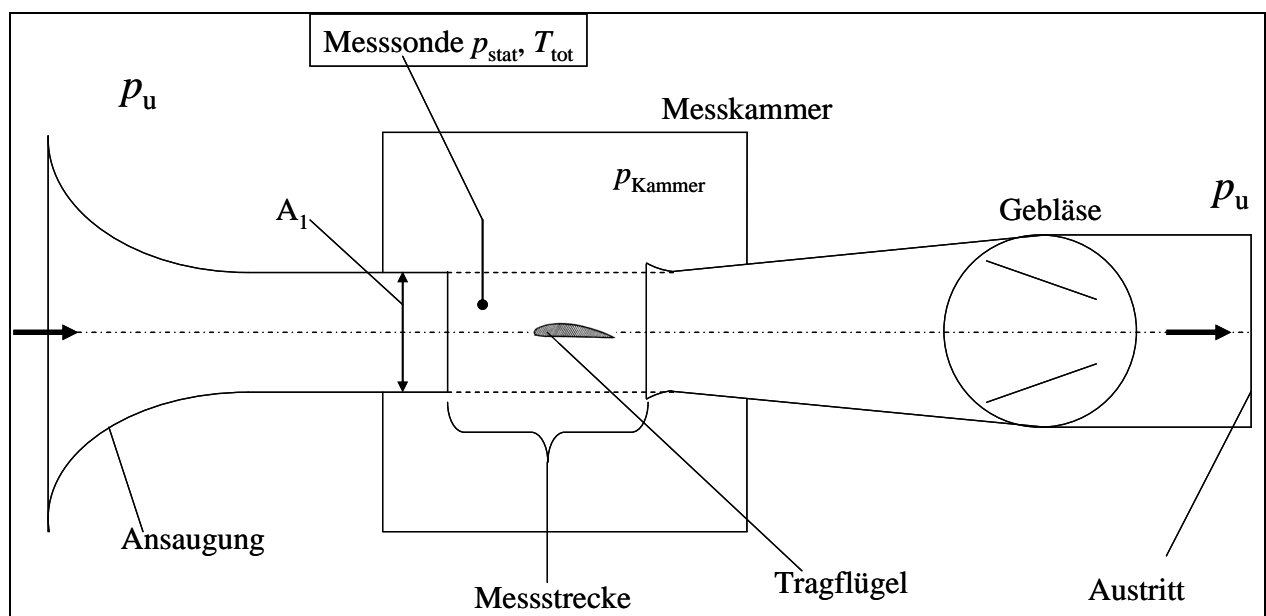 Messsonde p_stat, T_tot
p_u
Messkammer
p_Kammer
A_1
Gebläse
p_u
Ansaugung
Messstrecke
Tragflügel
Austritt